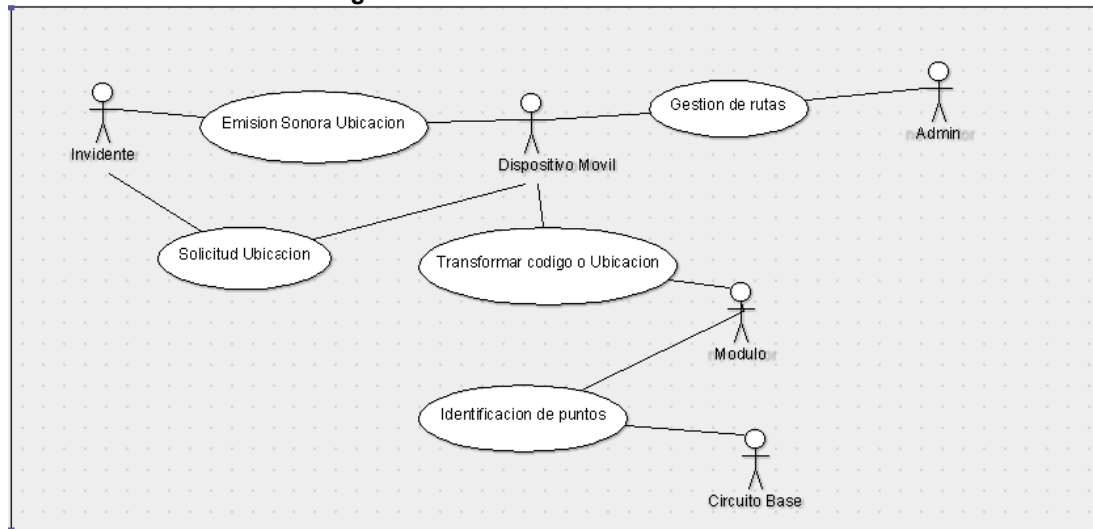 Gestion de rutas
Admin
Emision Sonora Ubicacion
Invidente
Dispositivo Movil
Solicitud Ubicacion
Transformar codigo o Ubicacion
Modulo
Identificacion de puntos
Circuito Base